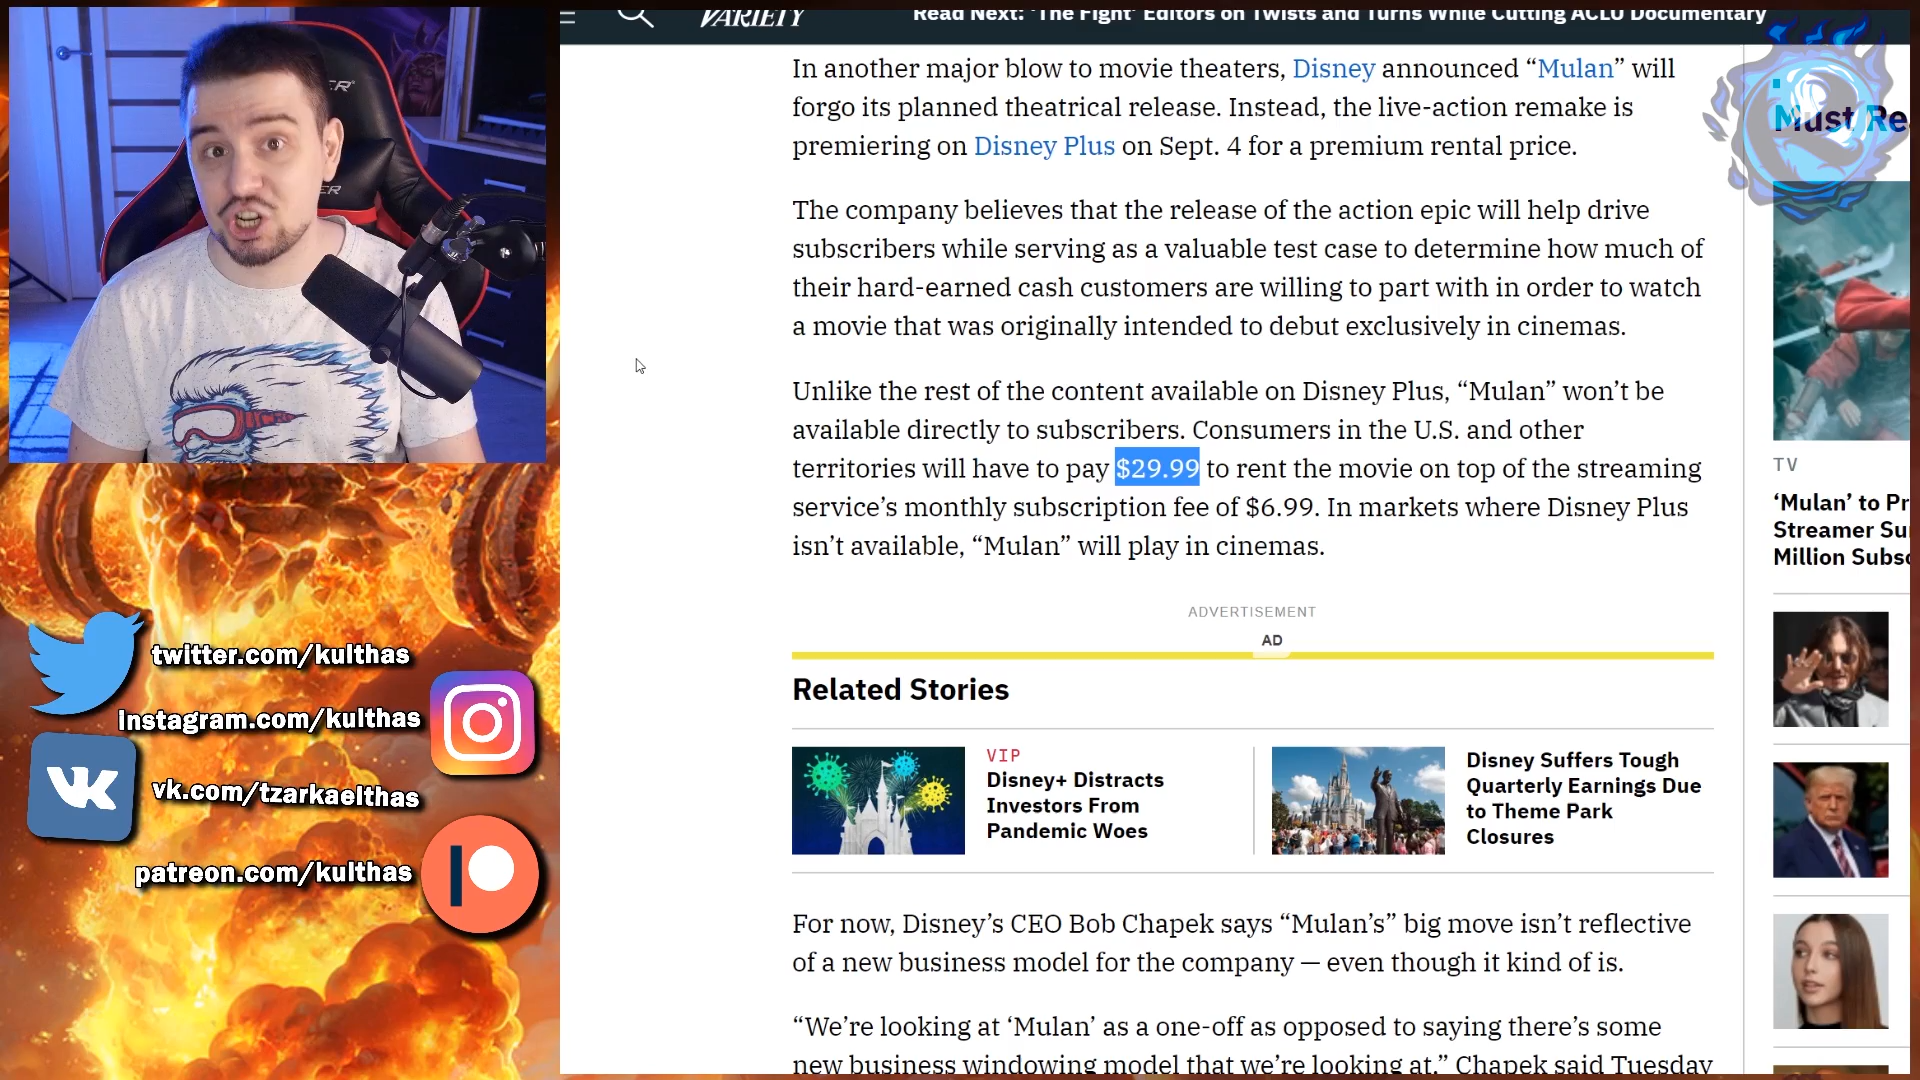 VARIETY
Read Next: 'The Fight' Editors on Twists and Turns While Cutting ACLU Documentary
In another major blow to movie theaters, Disney announced “Mulan” will
forgo its planned theatrical release. Instead, the live-action remake is
premiering on Disney Plus on Sept. 4 for a premium rental price.
The company believes that the release of the action epic will help drive
subscribers while serving as a valuable test case to determine how much of
their hard-earned cash customers are willing to part with in order to watch
a movie that was originally intended to debut exclusively in cinemas.
Unlike the rest of the content available on Disney Plus, “Mulan” won’t be
available directly to subscribers. Consumers in the U.S. and other
territories will have to pay $29.99 to rent the movie on top of the streaming
service’s monthly subscription fee of $6.99. In markets where Disney Plus
isn’t available, “Mulan” will play in cinemas.
ADVERTISEMENT
AD
Related Stories
VIP
Disney+ Distracts
Investors From
Pandemic Woes
Disney Suffers Tough
Quarterly Earnings Due
to Theme Park
Closures
For now, Disney’s CEO Bob Chapek says “Mulan’s” big move isn’t reflective
of a new business model for the company — even though it kind of is.
“We’re looking at ‘Mulan’ as a one-off as opposed to saying there’s some
new business windowing model that we’re looking at,” Chapek said Tuesday
Must Re
TV
‘Mulan’ to Pr
Streamer Su
Million Subsc
twitter.com/kulthas
instagram.com/kulthas
vk.com/tzarkaelthas
patreon.com/kulthas